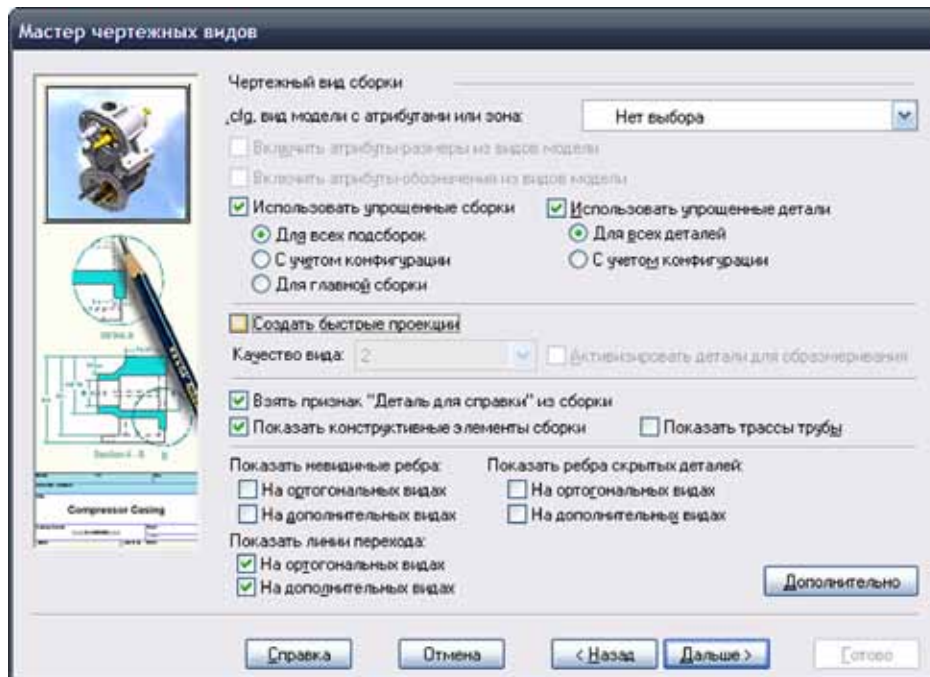 Мастер чертежных видов
Чертежный вид сборки
.cfg, вид модели с атрибутами или зона:
Нет выбора
Включить атрибуты-размеры из видов модели
Включить атрибуты-обозначения из видов модели
Использовать упрощенные сборки
Использовать упрощенные детали
Для всех подсборок
Для всех деталей
С учетом конфигурации
С учетом конфигурации
Для главной сборки
Создать быстрые проекции
Качество вида: 2
Активизировать детали для образмеривания
Взять признак "Деталь для справки" из сборки
Показать конструктивные элементы сборки
Показать трассы трубы
Показать невидимые ребра:
Показать ребра скрытых деталей:
На ортогональных видах
На ортогональных видах
На дополнительных видах
На дополнительных видах
Показать линии перехода:
На ортогональных видах
На дополнительных видах
Compressor Casing
Дополнительно
Справка
Отмена
< Назад
Дальше >
Готово